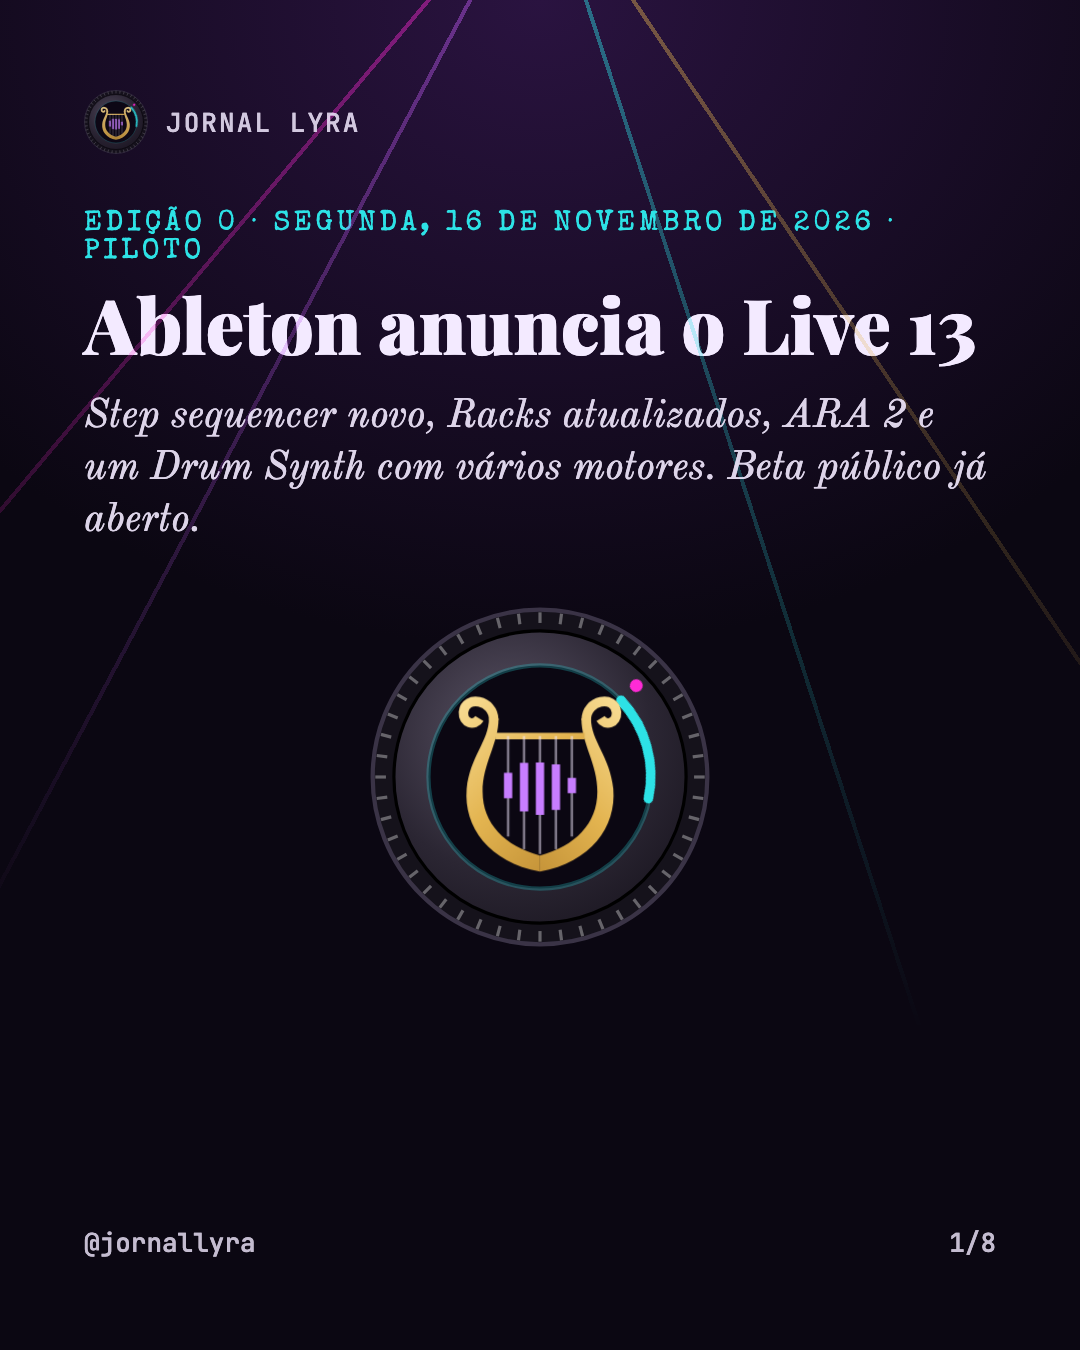 JORNAL LYRA
EDIÇÃO 0 · SEGUNDA, 16 DE NOVEMBRO DE 2026 ·
PILOTO
Ableton anuncia o Live 13
Step sequencer novo, Racks atualizados, ARA 2 e
um Drum Synth com vários motores. Beta público já
aberto.
@jornallyra
1/8